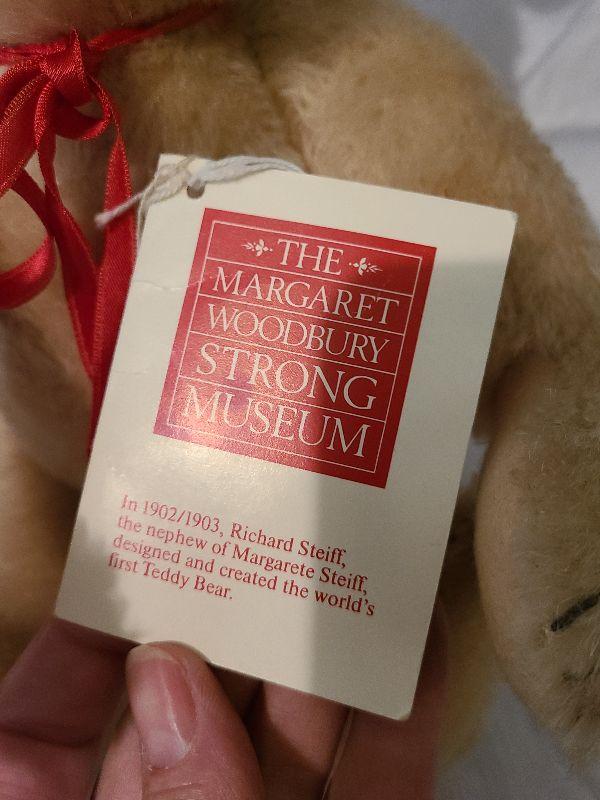 THE
MARGARET
WOODBURY
STRONG
MUSEUM
In 1902/1903, Richard Steiff,
the nephew of Margarete Steiff,
designed and created the world's
first Teddy Bear.